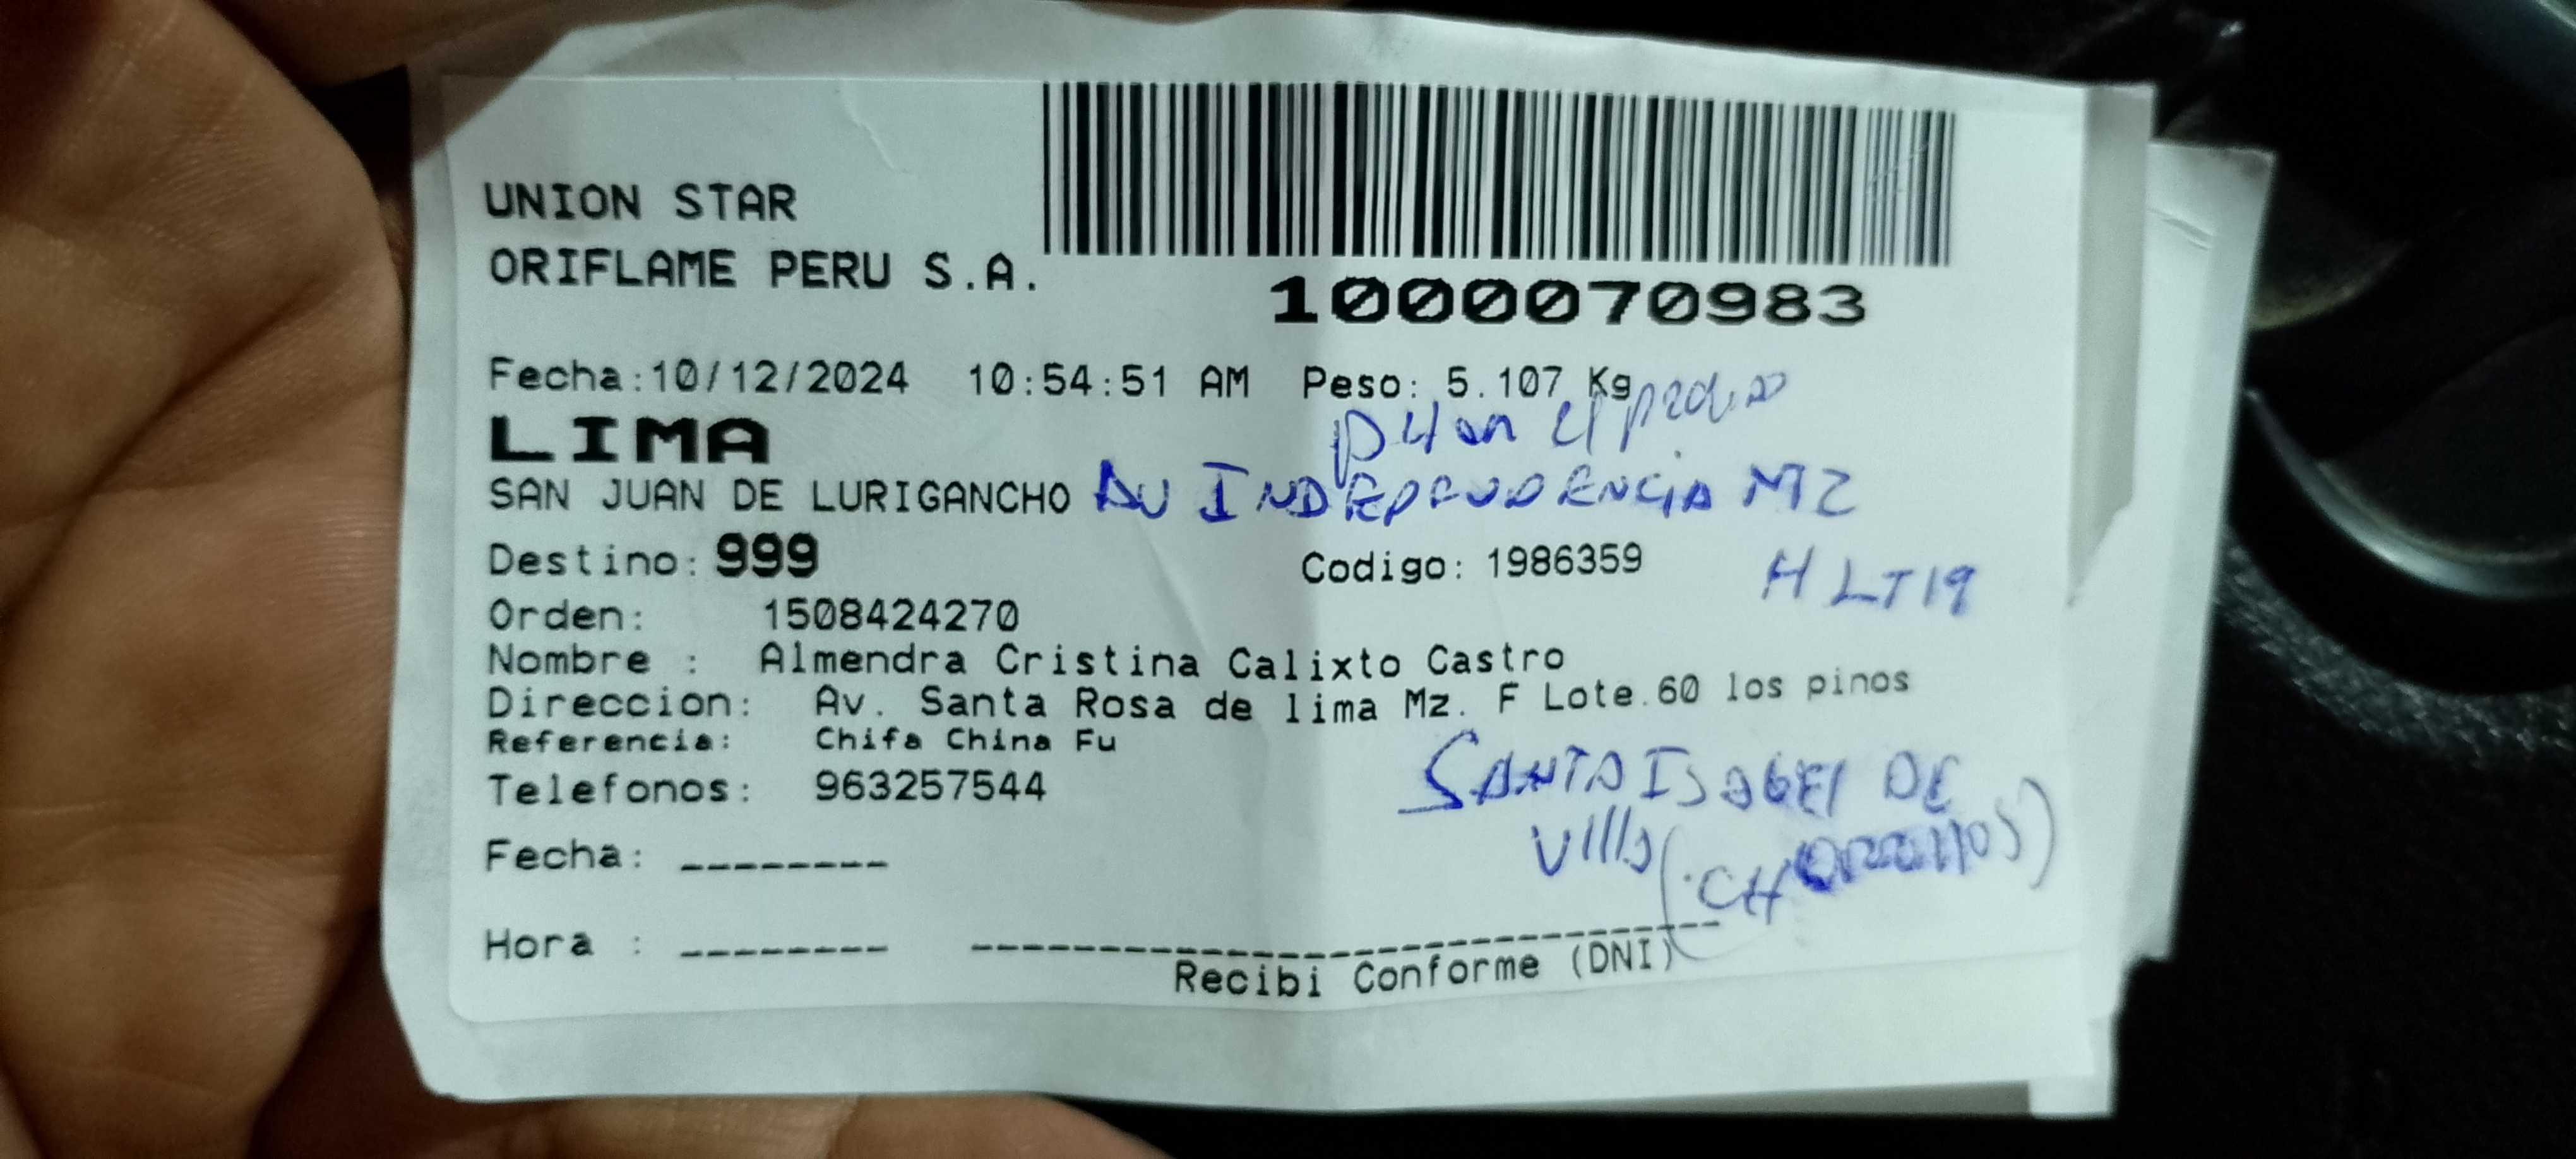 UNION STAR
ORIFLAME PERU S.A.
1000070983
Fecha:10/12/2024 10:54:51 AM Peso: 5.107 Kg
LIMA
SAN JUAN DE LURIGANCHO AV INDEPENDENCIA MZ
H LT19
Destino: 999 Codigo: 1986359
Orden: 1508424270
Nombre : Almendra Cristina Calixto Castro
Direccion: Av. Santa Rosa de lima Mz. F Lote.60 los pinos
Referencia: Chifa China Fu
Telefonos: 963257544
SANTA ISABEl DE
Villa (CHORRillOS)
Fecha: --------
Hora : --------
Recibi Conforme (DNI)